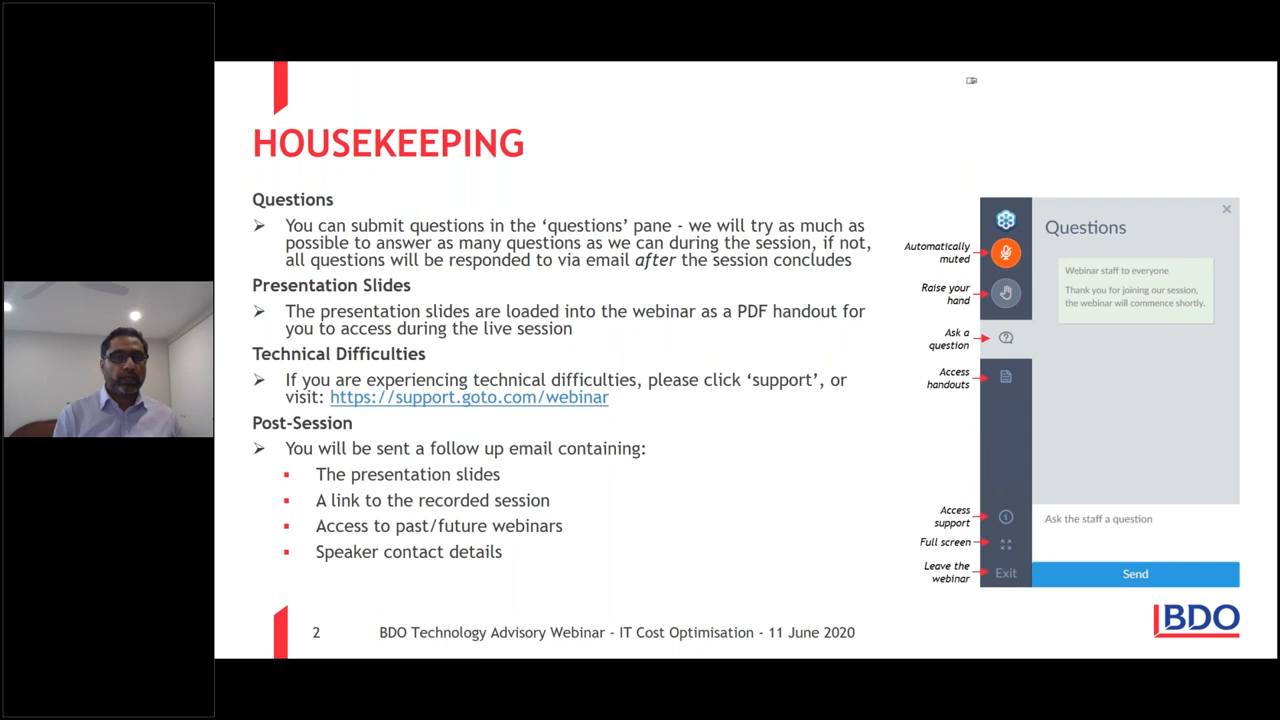 HOUSEKEEPING
Questions
➢ You can submit questions in the ‘questions’ pane - we will try as much as
possible to answer as many questions as we can during the session, if not,
all questions will be responded to via email after the session concludes
Presentation Slides
➢ The presentation slides are loaded into the webinar as a PDF handout for
you to access during the live session
Technical Difficulties
➢ If you are experiencing technical difficulties, please click ‘support’, or
visit: https://support.goto.com/webinar
Post-Session
➢ You will be sent a follow up email containing:
▪ The presentation slides
▪ A link to the recorded session
▪ Access to past/future webinars
▪ Speaker contact details
Automatically
muted
Raise your
hand
Ask a
question
Access
handouts
Access
support
Full screen
Leave the
webinar
Exit
Questions
Webinar staff to everyone
Thank you for joining our session,
the webinar will commence shortly.
Ask the staff a question
Send
2
BDO Technology Advisory Webinar - IT Cost Optimisation - 11 June 2020
BDO